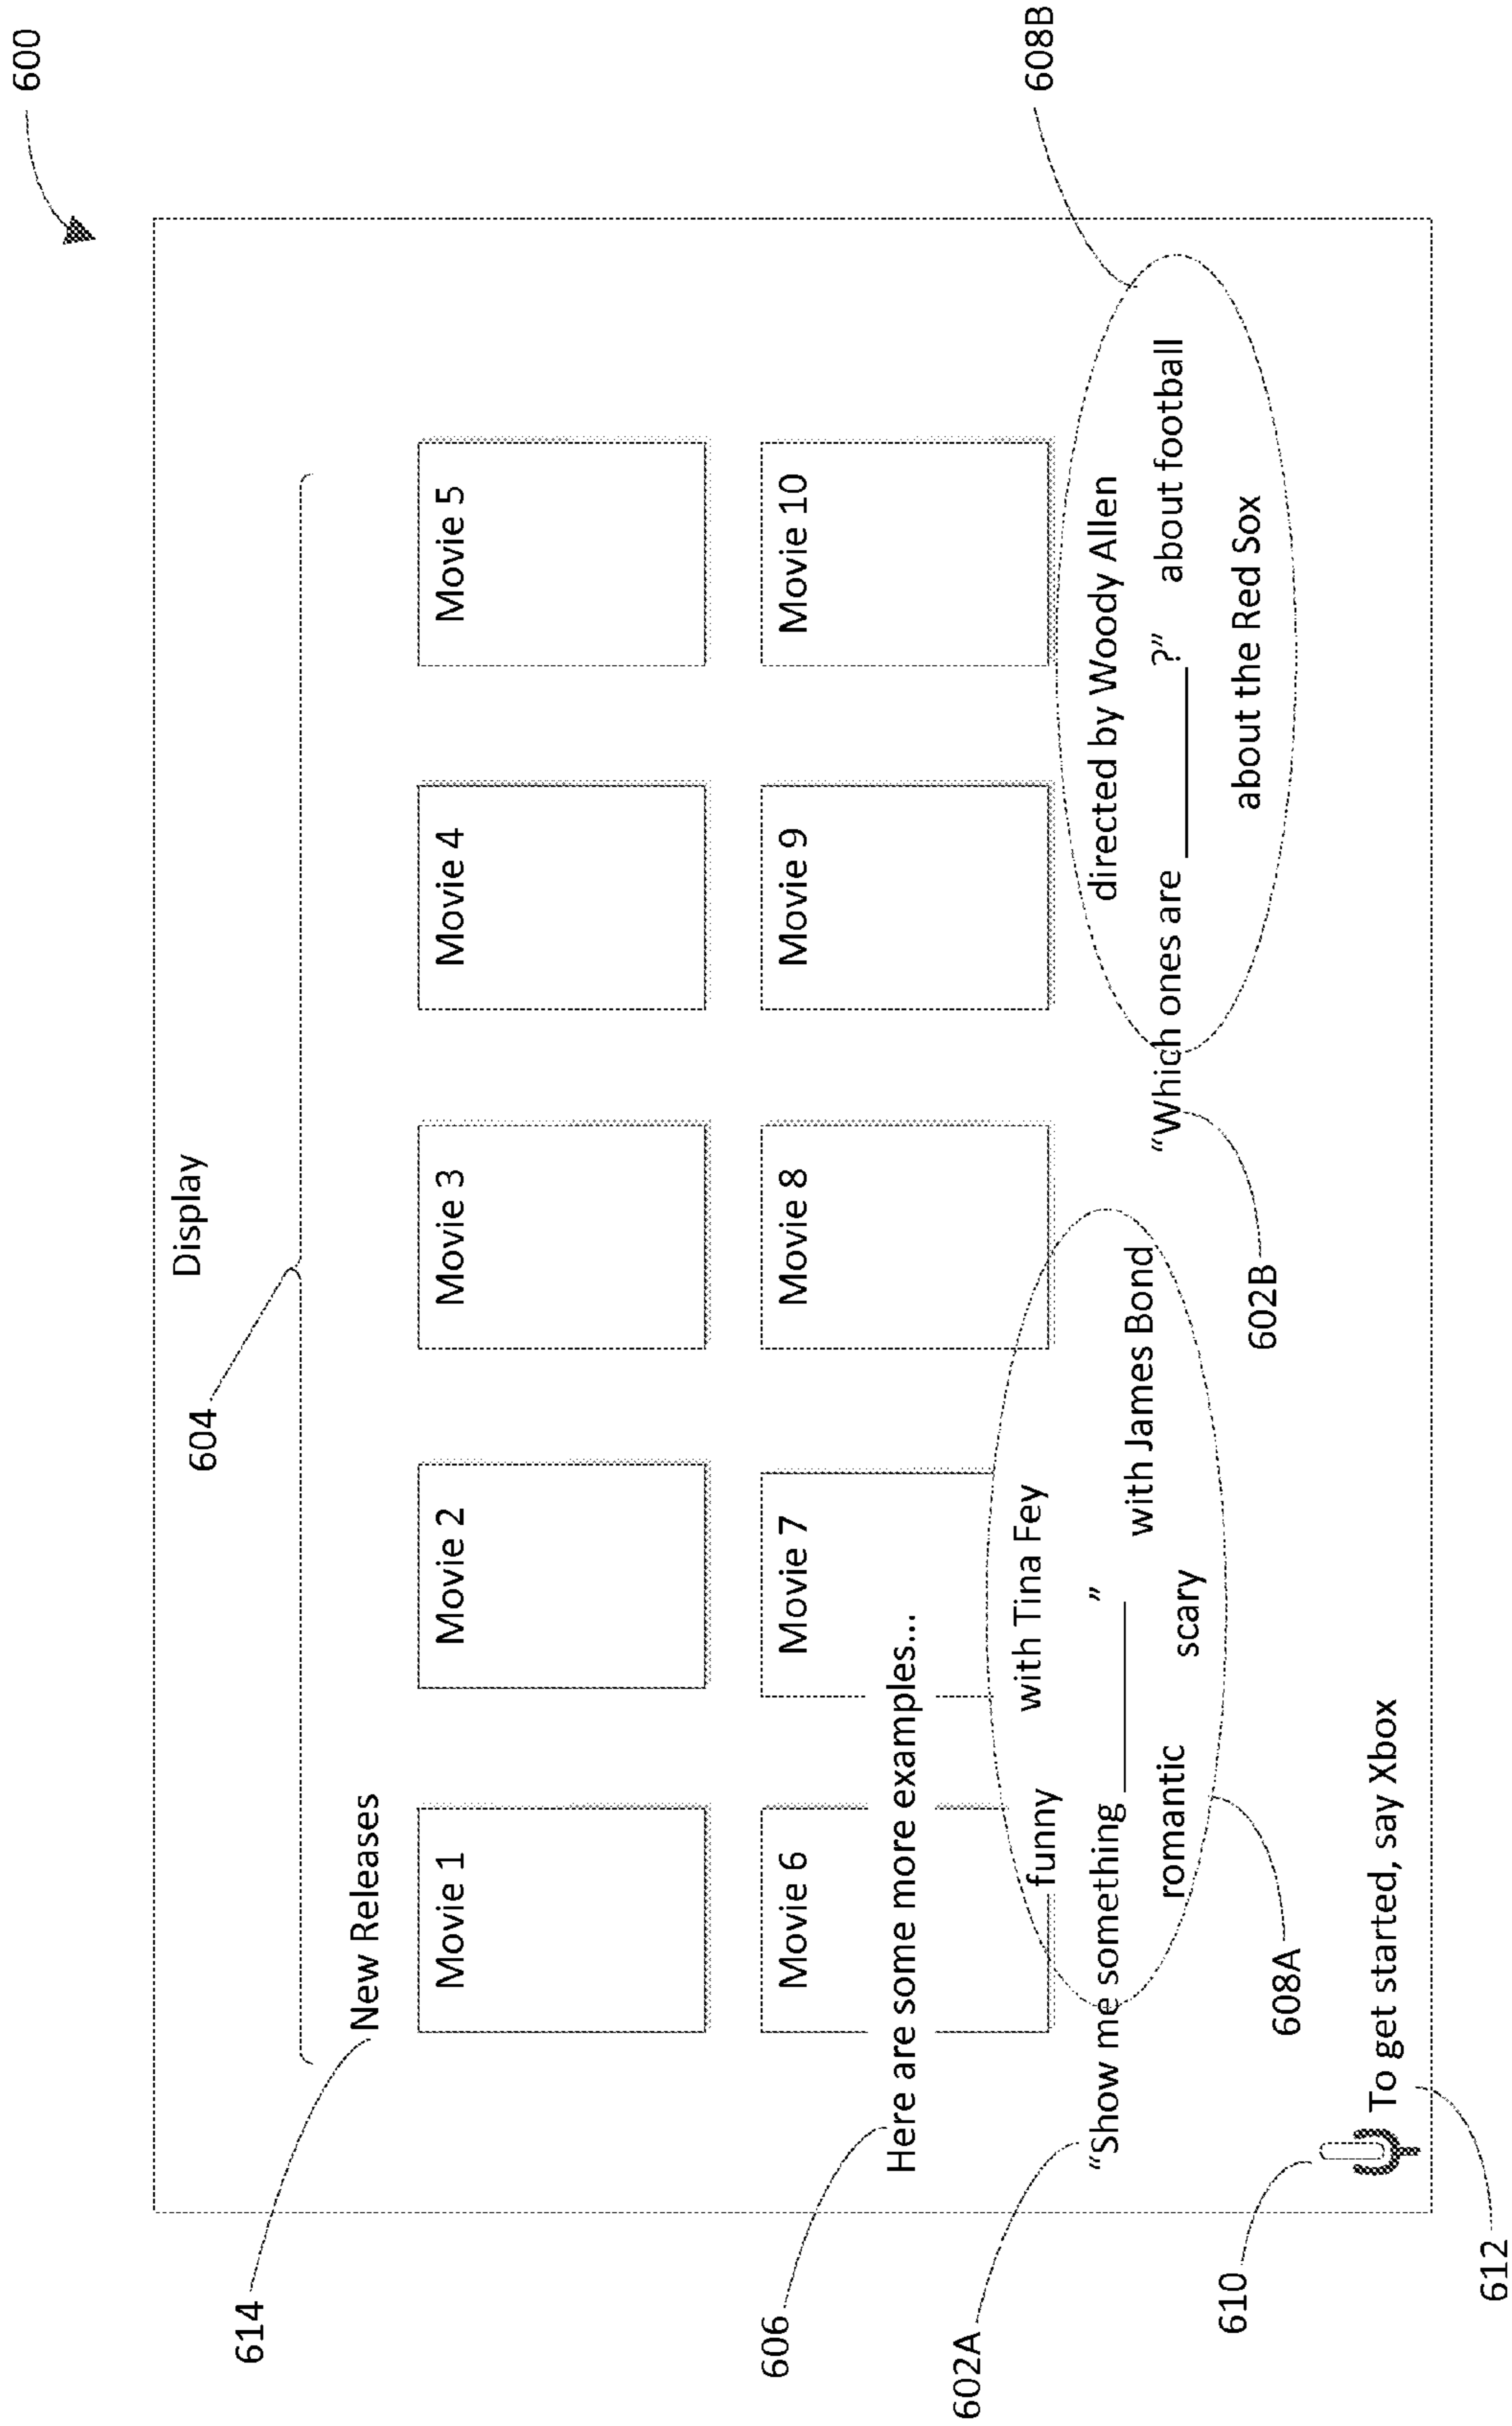 600
Display
604
614
New Releases
Movie 1
Movie 2
Movie 3
Movie 4
Movie 5
Movie 6
Movie 7
Movie 8
Movie 9
Movie 10
606
Here are some more examples...
funny
with Tina Fey
602A
“Show me something ________ ”
with James Bond
romantic
scary
608A
directed by Woody Allen
608B
“Which ones are ________ ?”
about football
about the Red Sox
602B
610
To get started, say Xbox
612